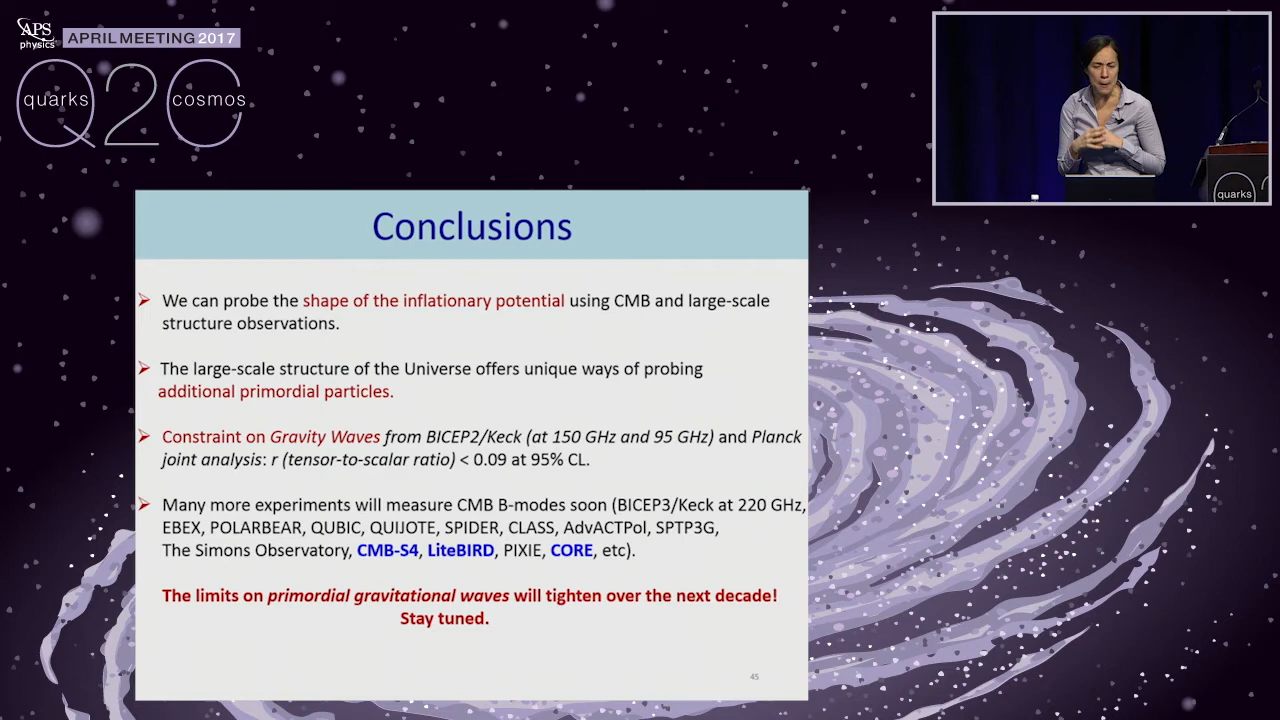 APS
physics
APRIL MEETING 2017
Q2C
quarks cosmos
quarks
Conclusions
➢ We can probe the shape of the inflationary potential using CMB and large-scale
structure observations.
➢ The large-scale structure of the Universe offers unique ways of probing
additional primordial particles.
➢ Constraint on Gravity Waves from BICEP2/Keck (at 150 GHz and 95 GHz) and Planck
joint analysis: r (tensor-to-scalar ratio) < 0.09 at 95% CL.
➢ Many more experiments will measure CMB B-modes soon (BICEP3/Keck at 220 GHz,
EBEX, POLARBEAR, QUBIC, QUIJOTE, SPIDER, CLASS, AdvACTPol, SPTP3G,
The Simons Observatory, CMB-S4, LiteBIRD, PIXIE, CORE, etc).
The limits on primordial gravitational waves will tighten over the next decade!
Stay tuned.
45